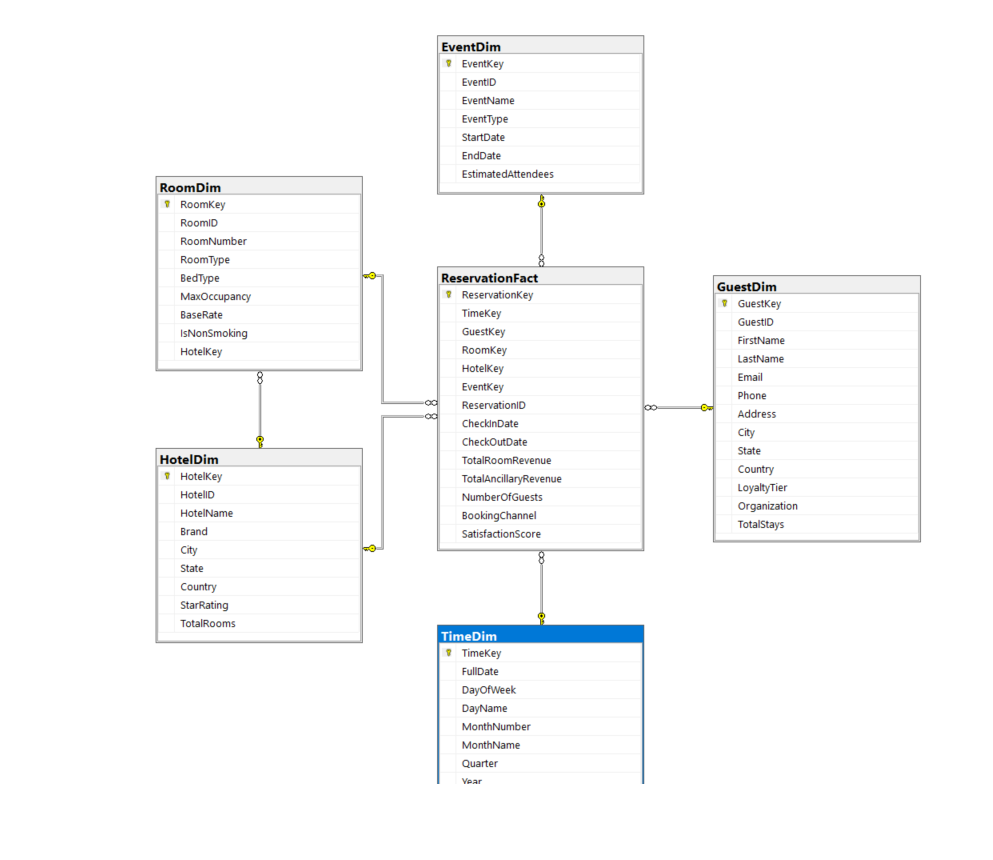 EventDim
EventKey
EventID
EventName
EventType
StartDate
EndDate
EstimatedAttendees
RoomDim
RoomKey
RoomID
RoomNumber
RoomType
BedType
MaxOccupancy
BaseRate
IsNonSmoking
HotelKey
ReservationFact
ReservationKey
TimeKey
GuestKey
RoomKey
HotelKey
EventKey
ReservationID
CheckInDate
CheckOutDate
TotalRoomRevenue
TotalAncillaryRevenue
NumberOfGuests
BookingChannel
SatisfactionScore
GuestDim
GuestKey
GuestID
FirstName
LastName
Email
Phone
Address
City
State
Country
LoyaltyTier
Organization
TotalStays
HotelDim
HotelKey
HotelID
HotelName
Brand
City
State
Country
StarRating
TotalRooms
TimeDim
TimeKey
FullDate
DayOfWeek
DayName
MonthNumber
MonthName
Quarter
Year